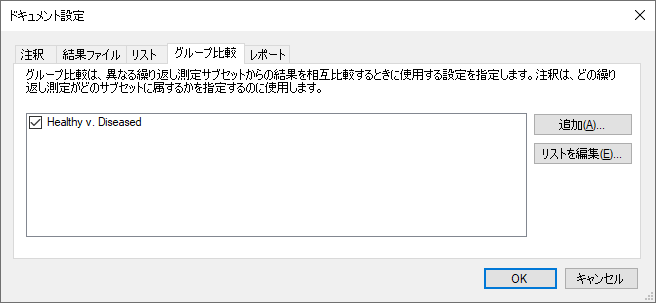 ドキュメント設定
注釈 結果ファイル リスト グループ比較 レポート
グループ比較は、異なる繰り返し測定サブセットからの結果を相互比較するときに使用する設定を指定します。注釈は、どの繰り
返し測定がどのサブセットに属するかを指定するのに使用します。
Healthy v. Diseased
追加(A)...
リストを編集(E)...
OK キャンセル